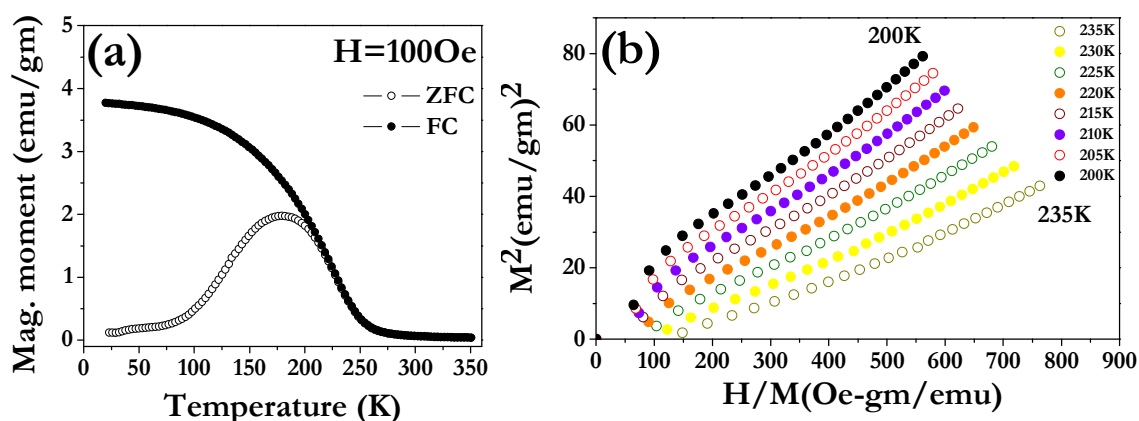 (a)
H=100Oe
ZFC
FC
5
4
3
2
1
0
Mag. moment (emu/gm)
0 50 100 150 200 250 300 350
Temperature (K)
(b)
200K
235K
230K
225K
220K
215K
210K
205K
200K
235K
80
60
40
20
0
M²(emu/gm)²
0 100 200 300 400 500 600 700 800 900
H/M(Oe-gm/emu)